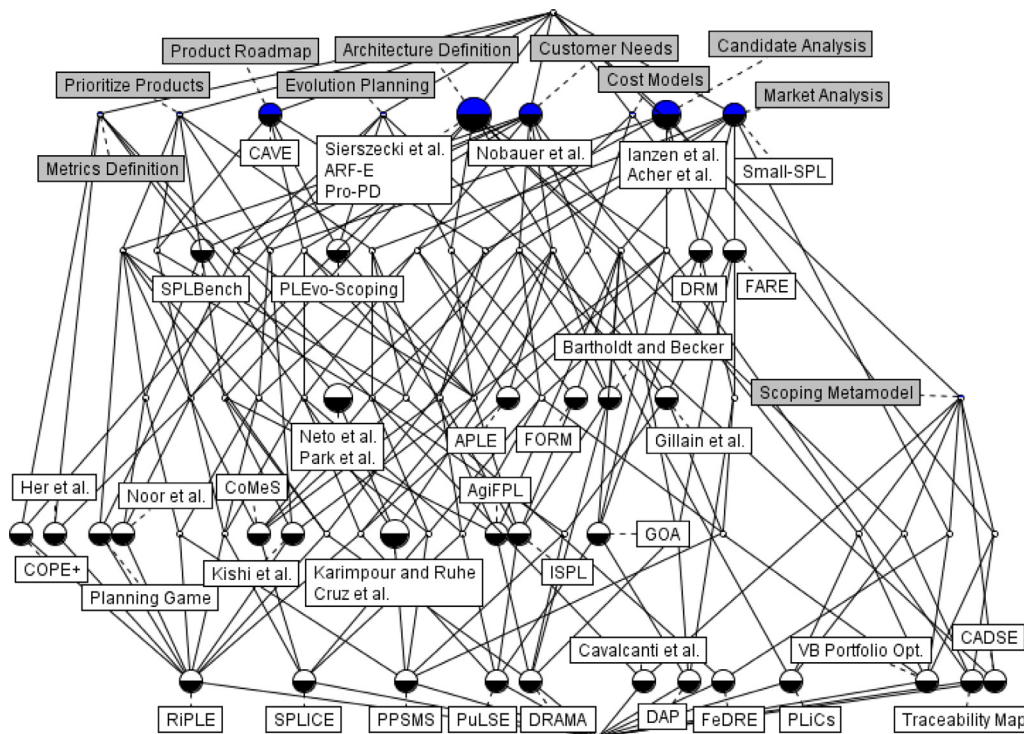 Product Roadmap
Architecture Definition
Customer Needs
Candidate Analysis
Prioritize Products
Evolution Planning
Cost Models
Market Analysis
Metrics Definition
CAVE
Sierszecki et al.
ARF-E
Pro-PD
Nobauer et al.
Ianzen et al.
Acher et al.
Small-SPL
SPLBench
PLEvo-Scoping
DRM
FARE
Bartholdt and Becker
Scoping Metamodel
Neto et al.
Park et al.
APLE
FORM
Gillain et al.
Her et al.
Noor et al.
CoMeS
AgiFPL
GOA
COPE+
Planning Game
Kishi et al.
Karimpour and Ruhe
Cruz et al.
ISPL
Cavalcanti et al.
VB Portfolio Opt.
CADSE
RiPLE
SPLICE
PPSMS
PuLSE
DRAMA
DAP
FeDRE
PLiCs
Traceability Map